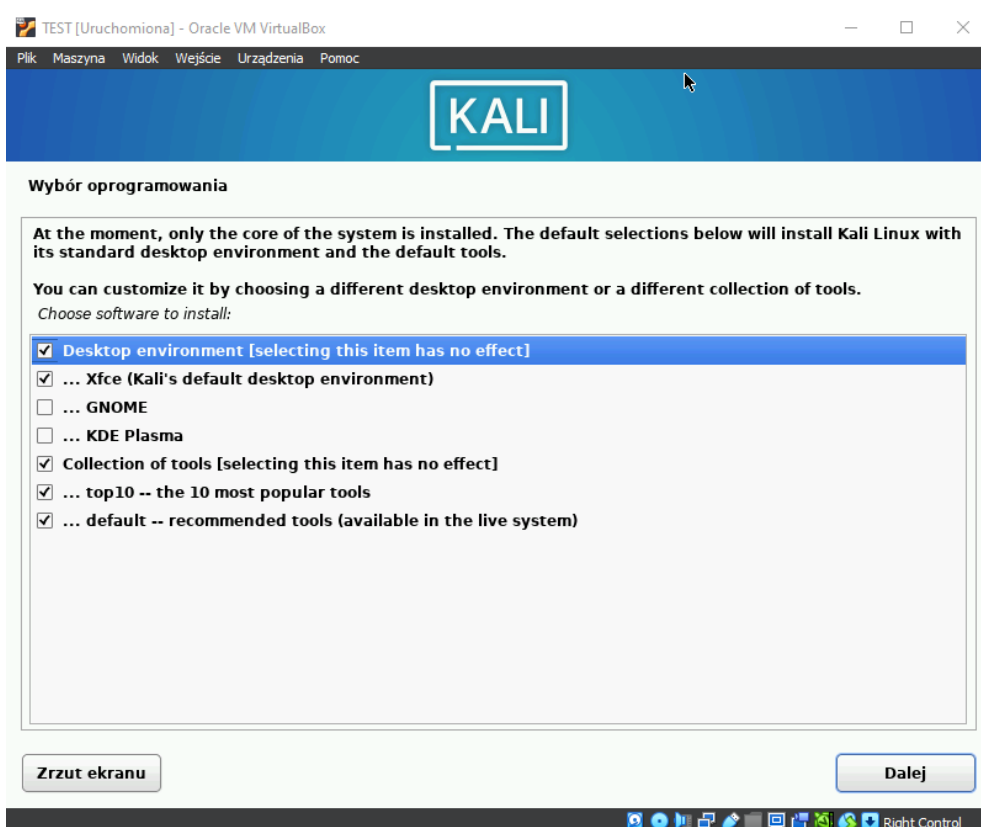 TEST [Uruchomiona] - Oracle VM VirtualBox
Plik Maszyna Widok Wejście Urządzenia Pomoc
KALI
Wybór oprogramowania
At the moment, only the core of the system is installed. The default selections below will install Kali Linux with
its standard desktop environment and the default tools.
You can customize it by choosing a different desktop environment or a different collection of tools.
Choose software to install:
Desktop environment [selecting this item has no effect]
... Xfce (Kali's default desktop environment)
... GNOME
... KDE Plasma
Collection of tools [selecting this item has no effect]
... top10 -- the 10 most popular tools
... default -- recommended tools (available in the live system)
Zrzut ekranu
Dalej
Right Control